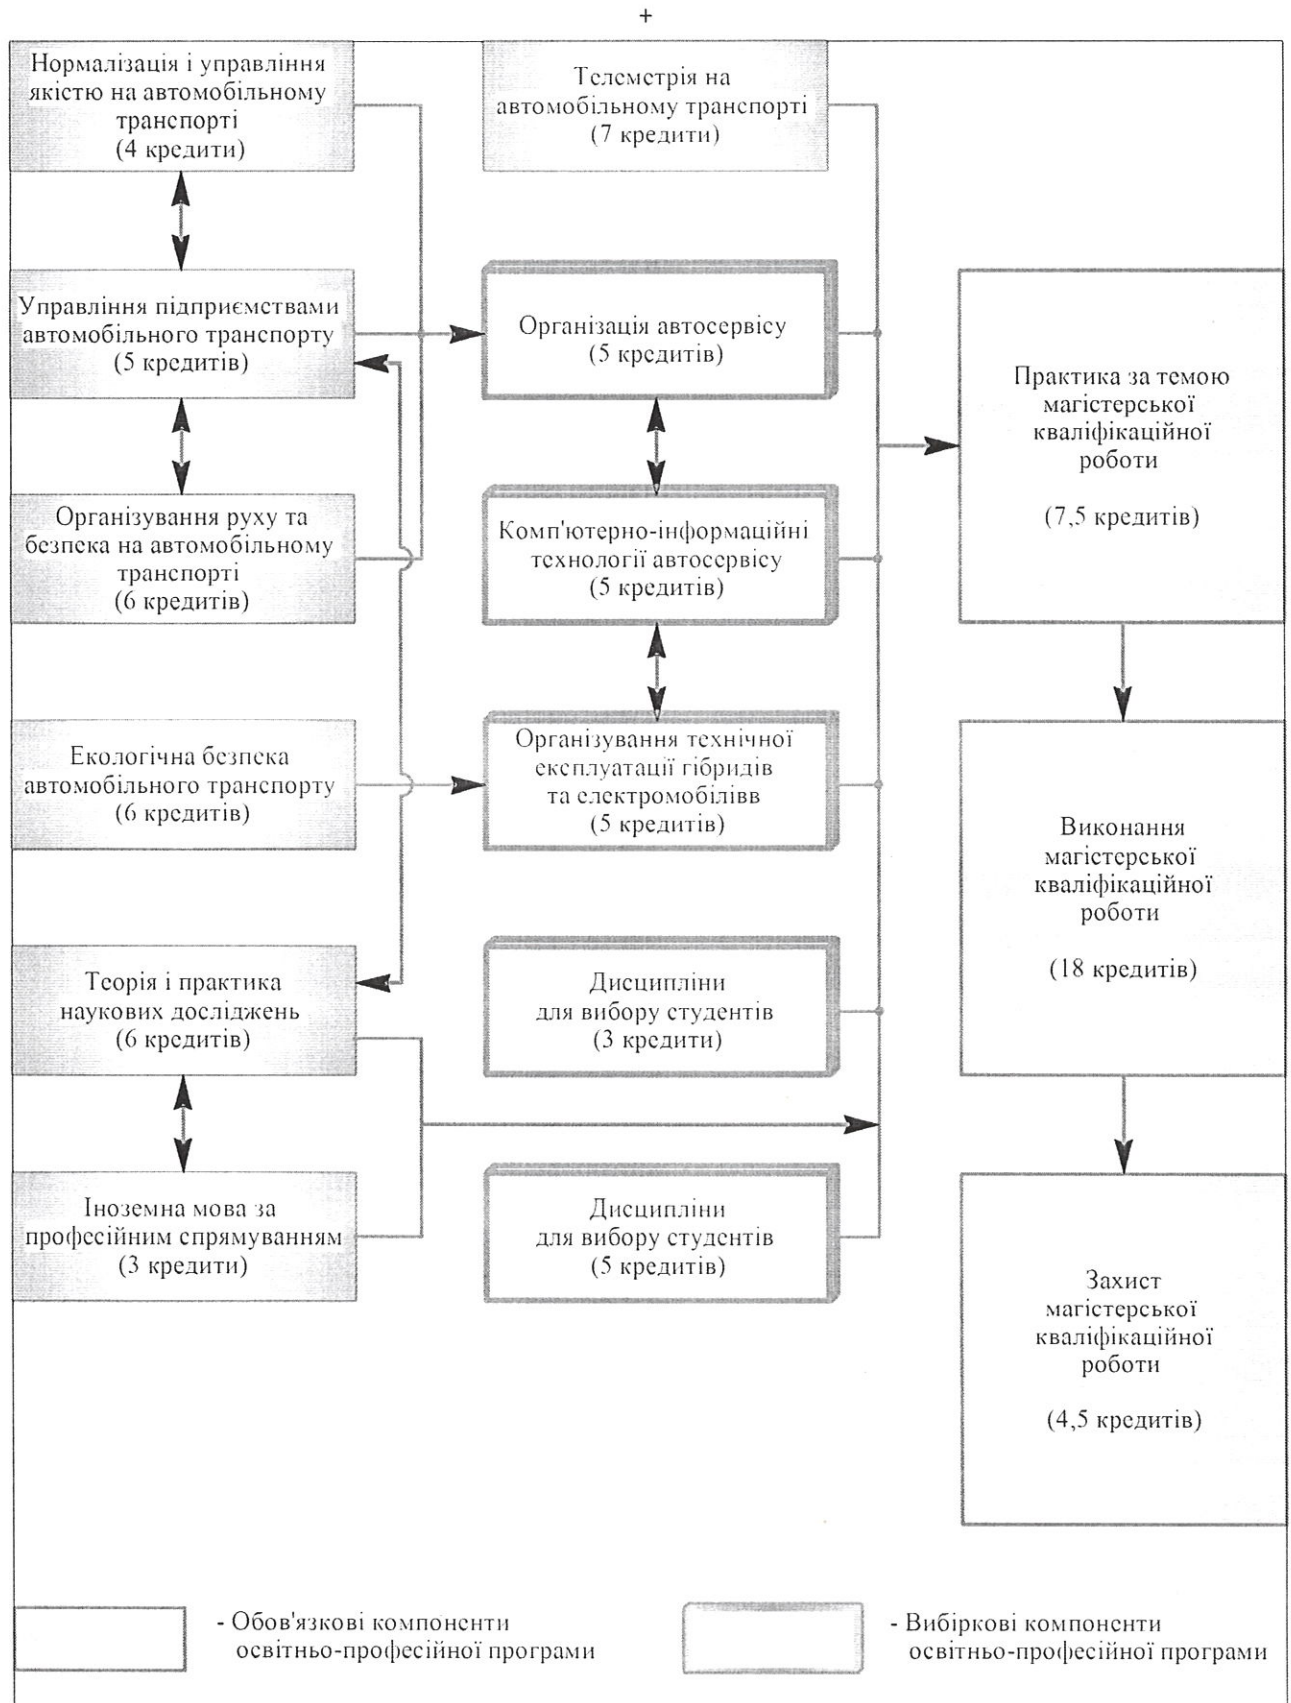 +
Нормалізація і управління
якістю на автомобільному
транспорті
(4 кредити)
Телеметрія на
автомобільному транспорті
(7 кредити)
Управління підприємствами
автомобільного транспорту
(5 кредитів)
Організація автосервісу
(5 кредитів)
Практика за темою
магістерської
кваліфікаційної
роботи
(7,5 кредитів)
Організування руху та
безпека на автомобільному
транспорті
(6 кредитів)
Комп'ютерно-інформаційні
технології автосервісу
(5 кредитів)
Екологічна безпека
автомобільного транспорту
(6 кредитів)
Організування технічної
експлуатації гібридів
та електромобілівв
(5 кредитів)
Виконання
магістерської
кваліфікаційної
роботи
(18 кредитів)
Теорія і практика
наукових досліджень
(6 кредитів)
Дисципліни
для вибору студентів
(3 кредити)
Іноземна мова за
професійним спрямуванням
(3 кредити)
Дисципліни
для вибору студентів
(5 кредитів)
Захист
магістерської
кваліфікаційної
роботи
(4,5 кредитів)
- Обов'язкові компоненти
освітньо-професійної програми
- Вибіркові компоненти
освітньо-професійної програми